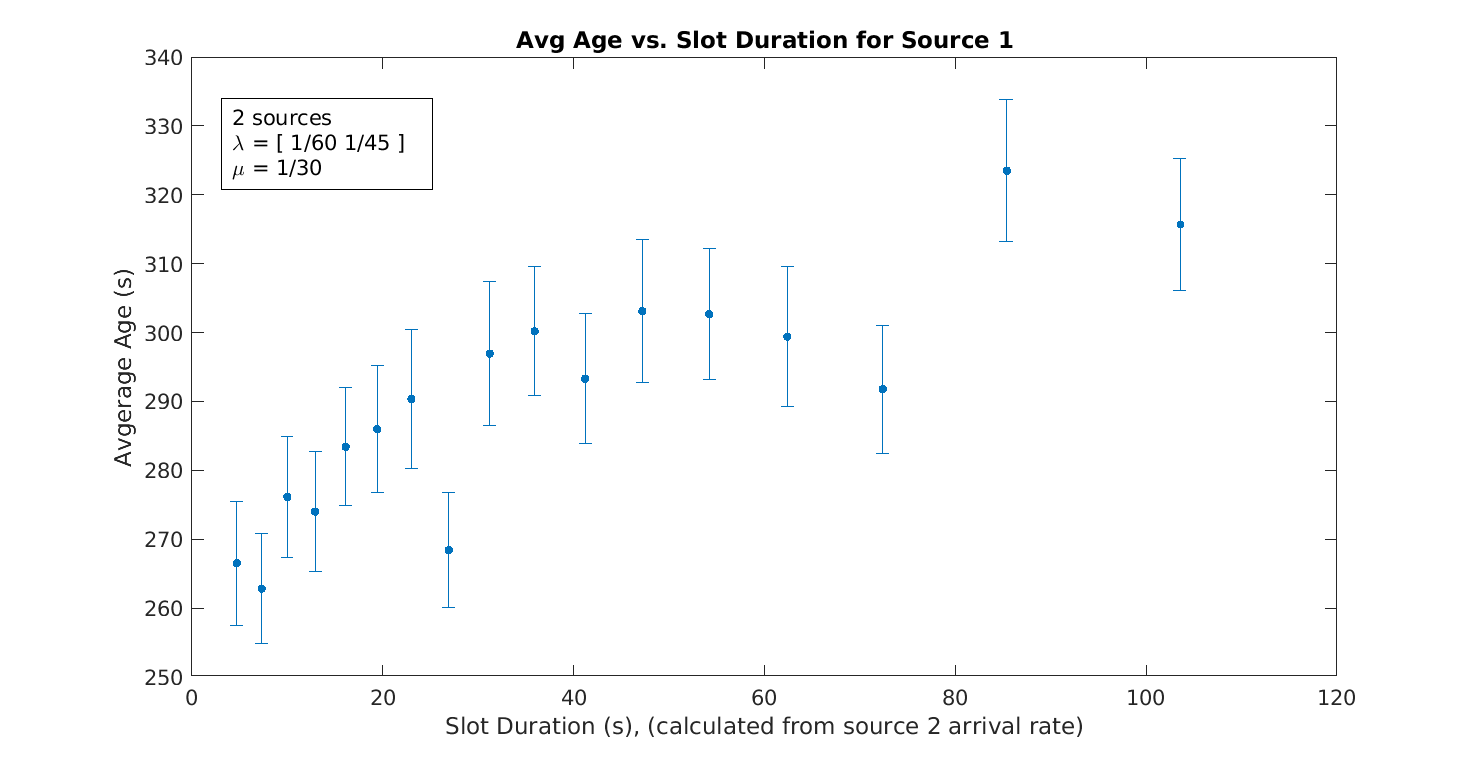 Avg Age vs. Slot Duration for Source 1
340
330
320
310
300
290
280
270
260
250
2 sources
λ = [ 1/60 1/45 ]
μ = 1/30
Avgerage Age (s)
0
20
40
60
80
100
120
Slot Duration (s), (calculated from source 2 arrival rate)